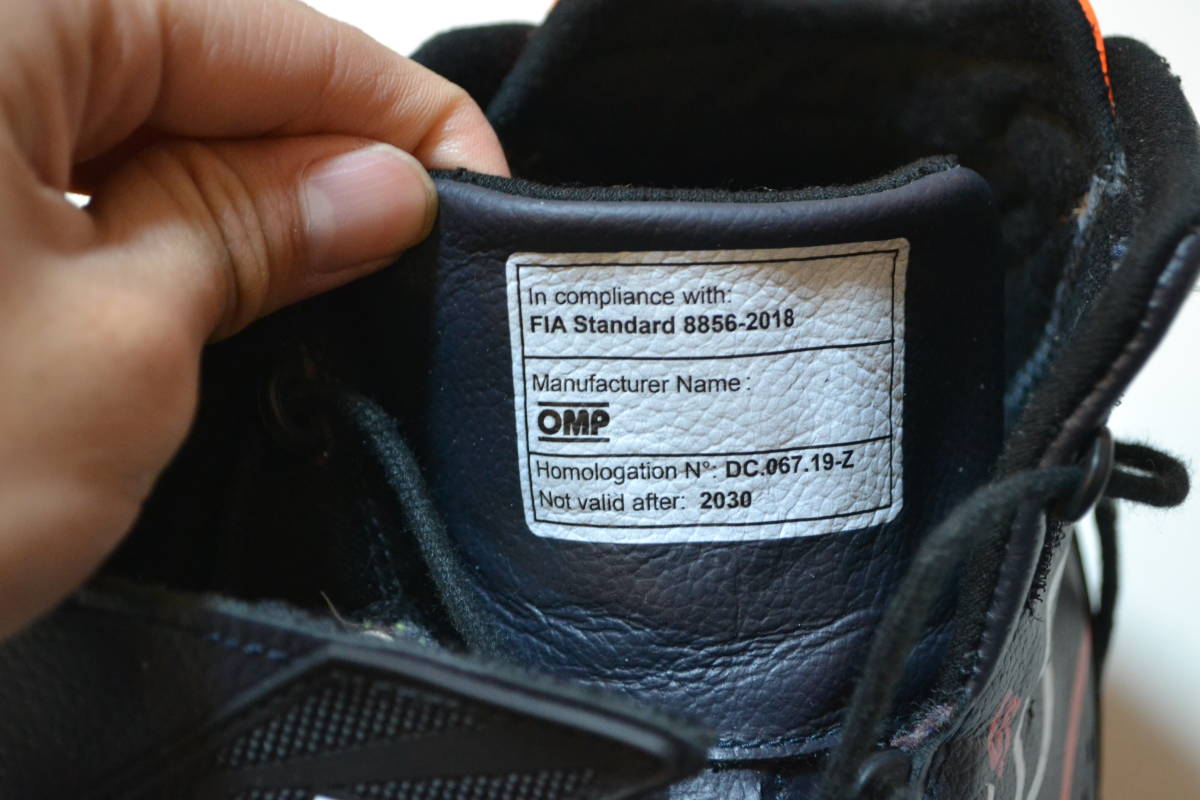 In compliance with:
FIA Standard 8856-2018
Manufacturer Name:
OMP
Homologation N°: DC.067.19-Z
Not valid after: 2030